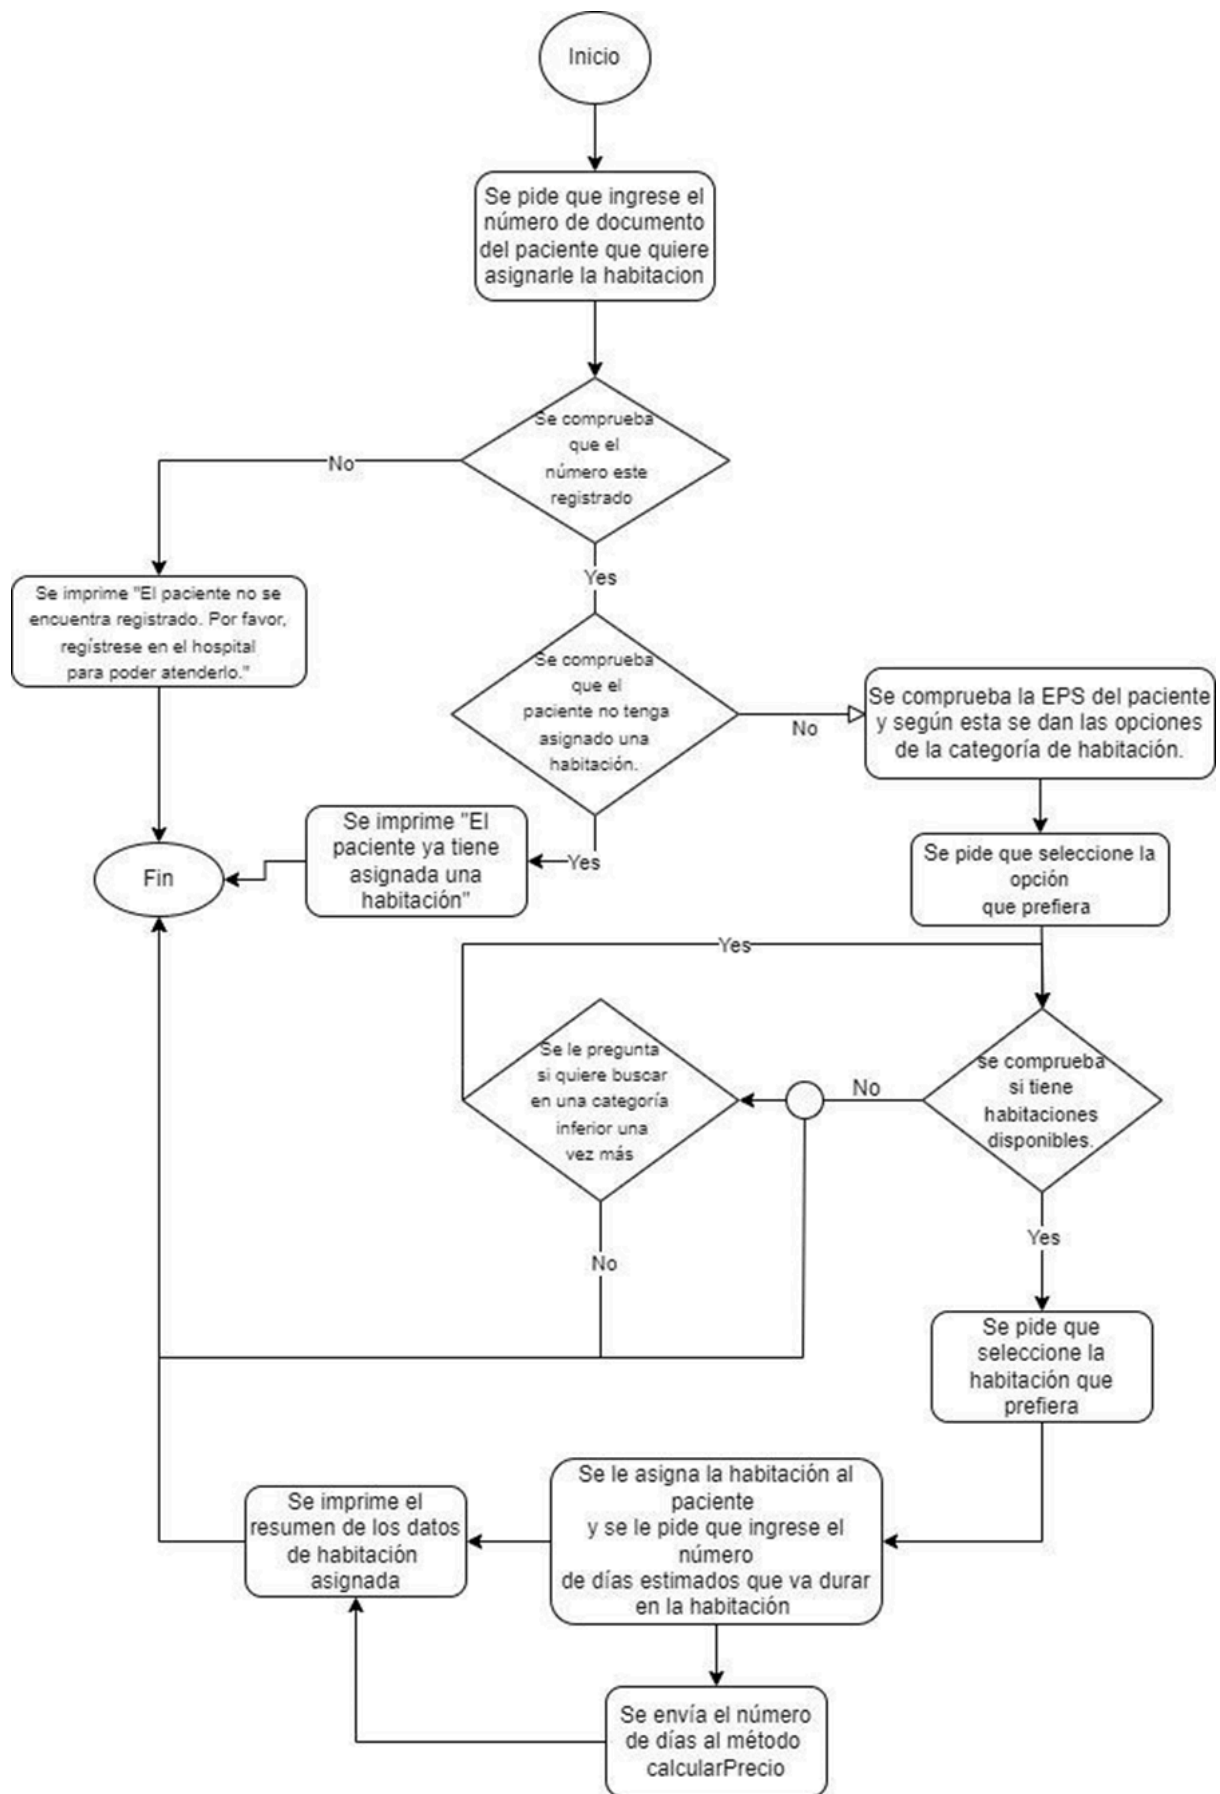 Inicio
Se pide que ingrese el
número de documento
del paciente que quiere
asignarle la habitacion
Se comprueba
que el
número este
registrado
No
Yes
Se imprime "El paciente no se
encuentra registrado. Por favor,
regístrese en el hospital
para poder atenderlo."
Se comprueba
que el
paciente no tenga
asignado una
habitación.
No
Se comprueba la EPS del paciente
y según esta se dan las opciones
de la categoría de habitación.
Yes
Se imprime "El
paciente ya tiene
asignada una
habitación"
Fin
Se pide que seleccione la
opción
que prefiera
Yes
se comprueba
si tiene
habitaciones
disponibles.
No
Se le pregunta
si quiere buscar
en una categoría
inferior una
vez más
No
Yes
Se pide que
seleccione la
habitación que
prefiera
Se le asigna la habitación al
paciente
y se le pide que ingrese el
número
de días estimados que va durar
en la habitación
Se imprime el
resumen de los datos
de habitación
asignada
Se envía el número
de días al método
calcularPrecio